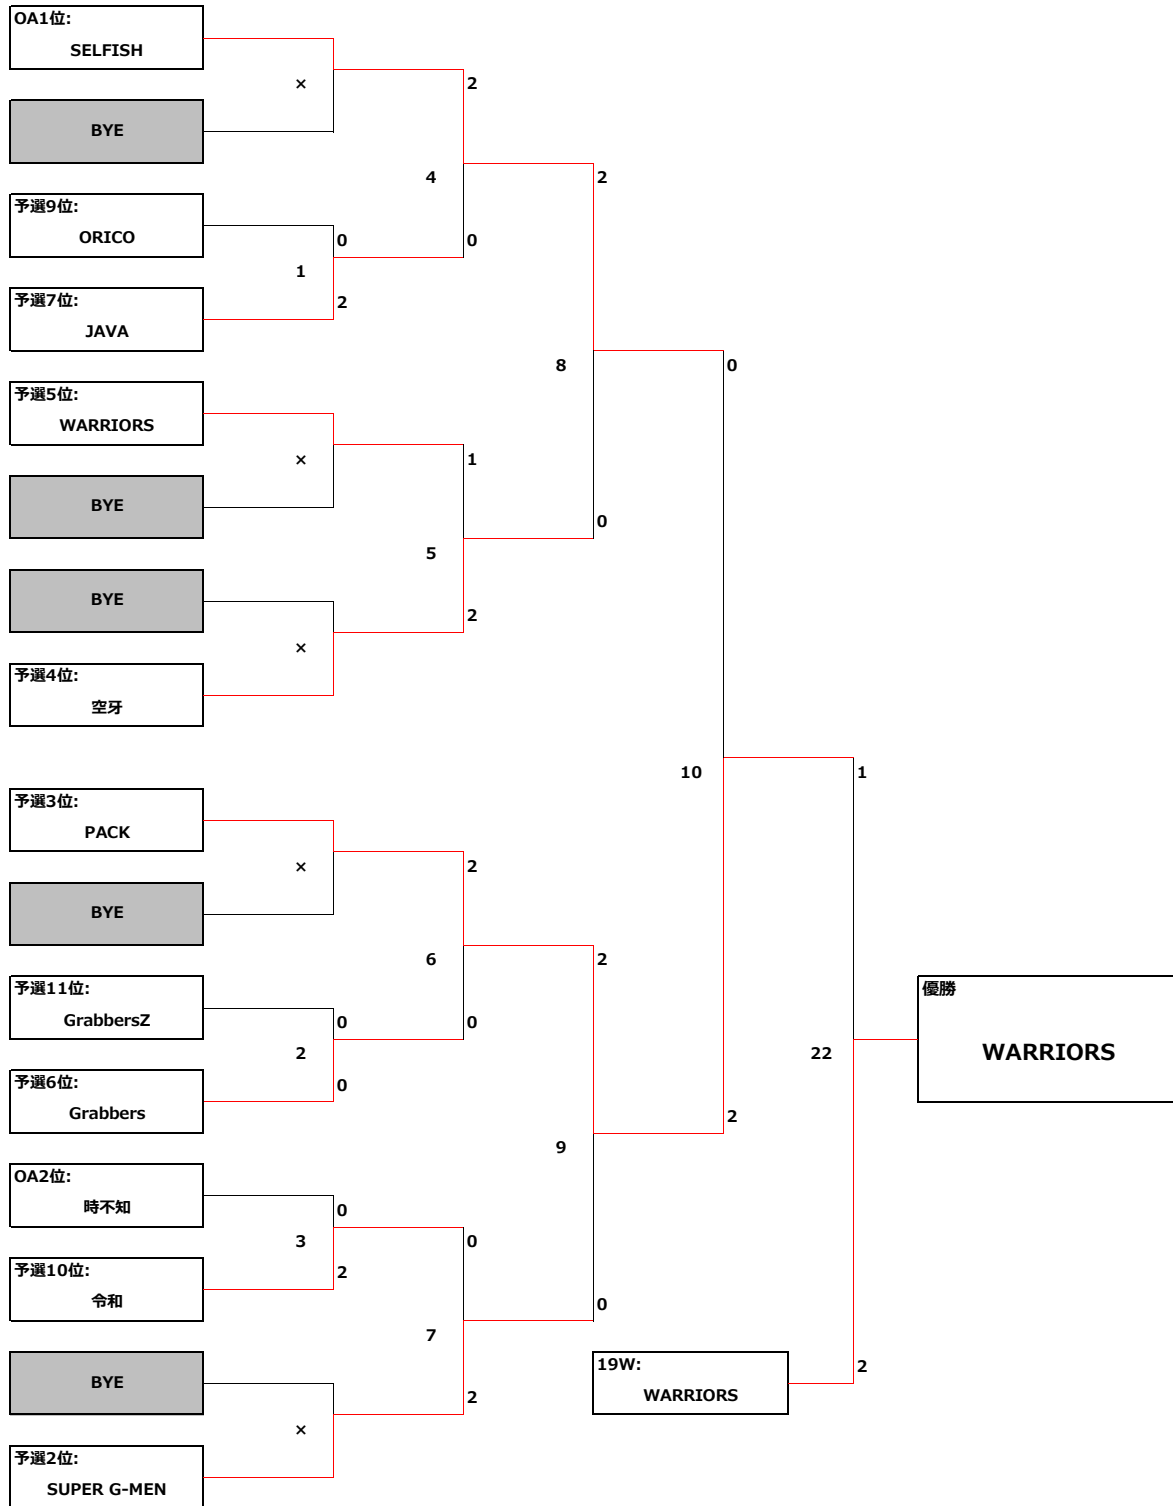 OA1位:
SELFISH
×
2
BYE
4
2
予選9位:
ORICO
0
0
1
予選7位:
2
JAVA
8
0
予選5位:
WARRIORS
×
1
BYE
0
5
BYE
2
×
予選4位:
空牙
10
1
予選3位:
PACK
×
2
BYE
6
2
予選11位:
優勝
GrabbersZ
0
0
2
22
WARRIORS
予選6位:
0
Grabbers
2
9
OA2位:
時不知
0
3
0
予選10位:
2
令和
0
7
BYE
19W:
2
WARRIORS
2
×
予選2位:
SUPER G-MEN